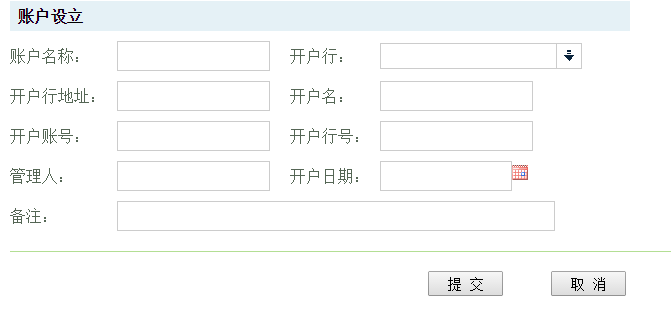 账户设立
账户名称： 开户行：
开户行地址： 开户名：
开户账号： 开户行号：
管理人： 开户日期：
备注：
提 交 取 消